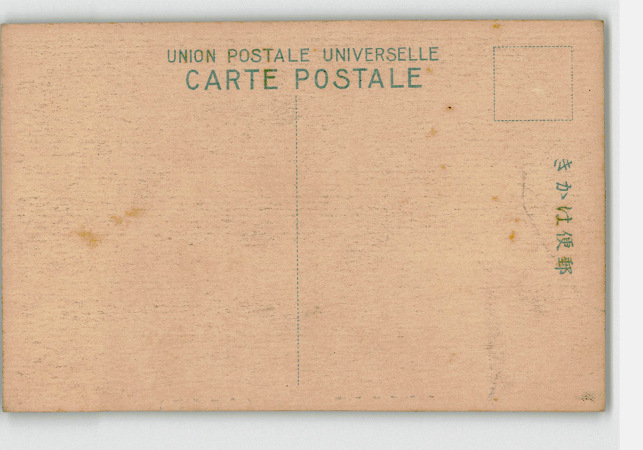 UNION POSTALE UNIVERSELLE
CARTE POSTALE
きかは便郵